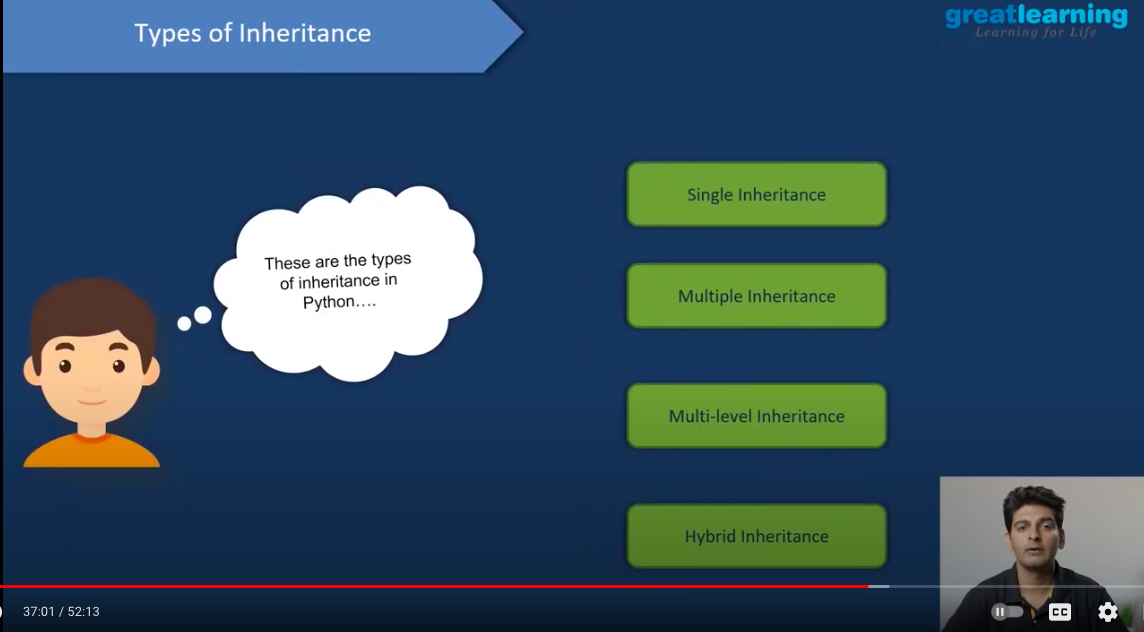 Types of Inheritance
greatlearning
Learning for Life
Single Inheritance
These are the types
of inheritance in
Python....
Multiple Inheritance
Multi-level Inheritance
Hybrid Inheritance
37:01 / 52:13
CC